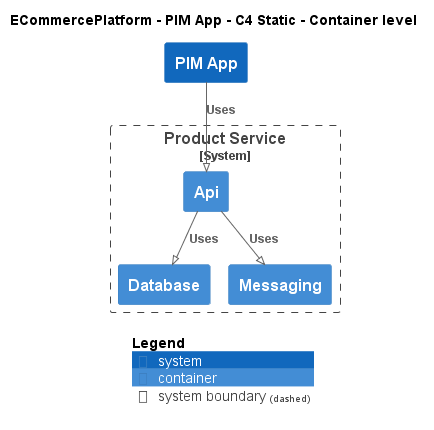 ECommercePlatform - PIM App - C4 Static - Container level
PIM App
Uses
Product Service
[System]
Api
Uses
Uses
Database
Messaging
Legend
system
container
system boundary (dashed)